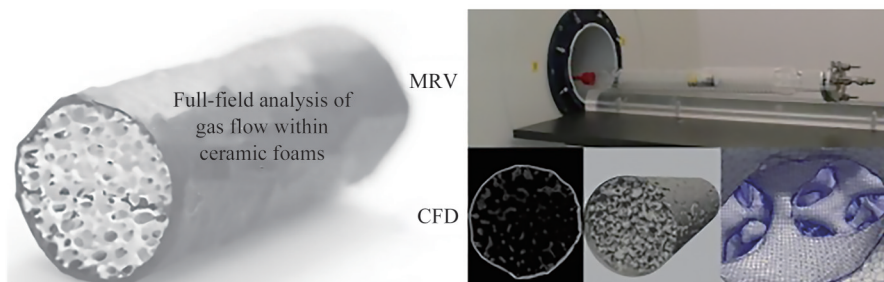 Full-field analysis of
gas flow within
ceramic foams
MRV
CFD